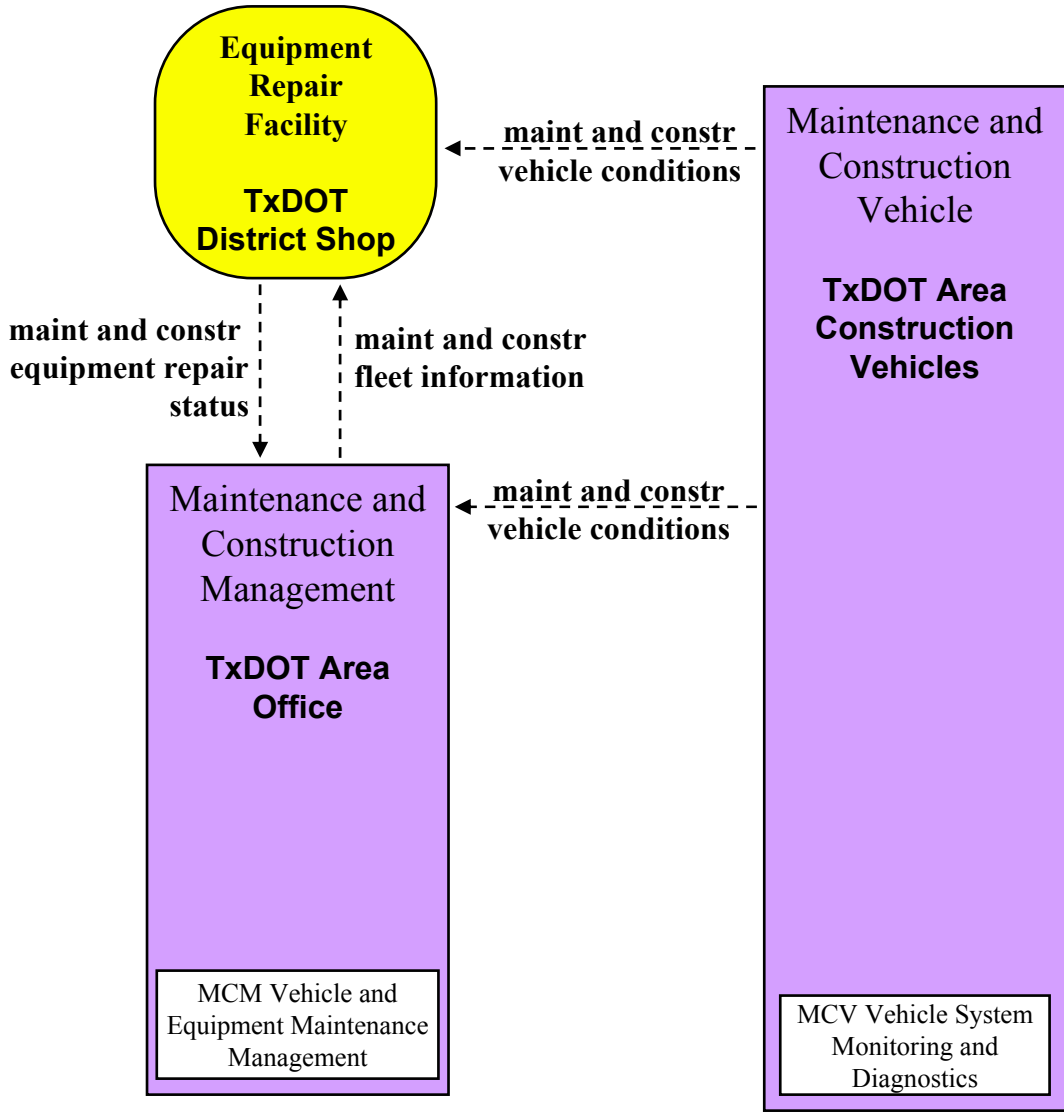 Equipment
Repair
Facility
TxDOT
District Shop
maint and constr
vehicle conditions
Maintenance and
Construction
Vehicle
TxDOT Area
Construction
Vehicles
maint and constr
equipment repair
status
maint and constr
fleet information
Maintenance and
Construction
Management
TxDOT Area
Office
maint and constr
vehicle conditions
MCM Vehicle and
Equipment Maintenance
Management
MCV Vehicle System
Monitoring and
Diagnostics